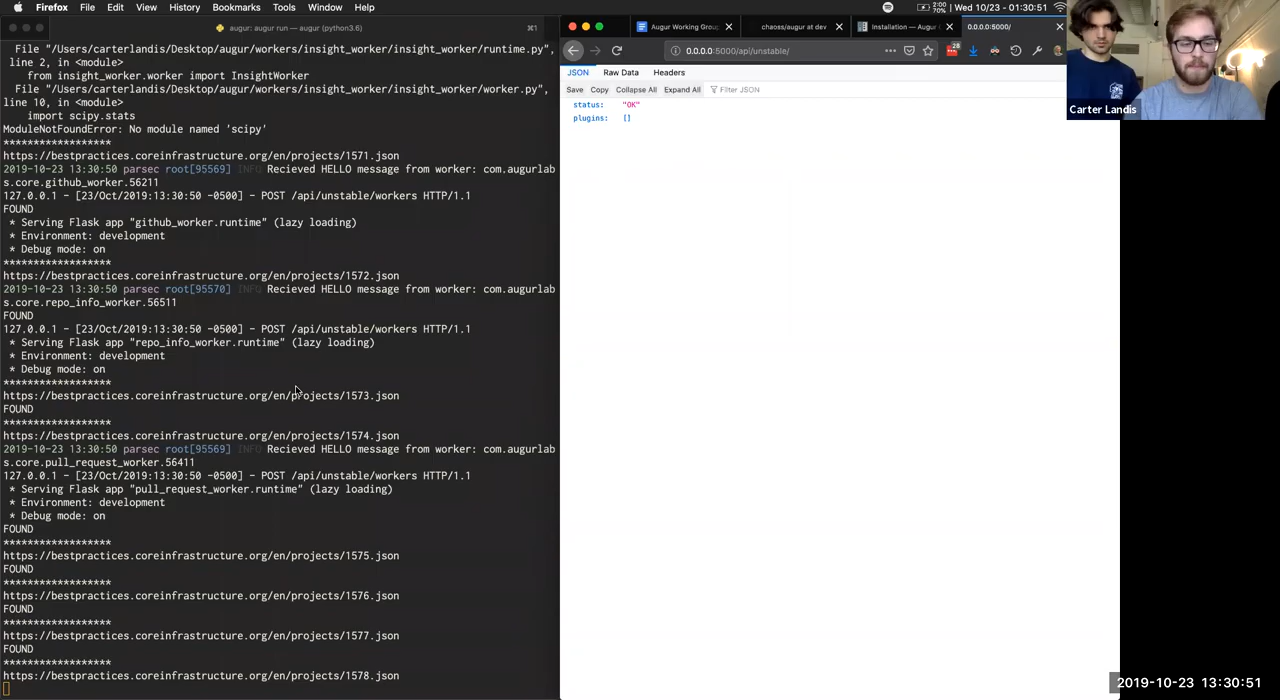 Firefox File Edit View History Bookmarks Tools Window Help
2:00 70% Wed 10/23 - 01:30:51
augur: augur run — augur (python3.6) ⌘1
File "/Users/carterlandis/Desktop/augur/workers/insight_worker/insight_worker/runtime.py",
line 2, in <module>
from insight_worker.worker import InsightWorker
File "/Users/carterlandis/Desktop/augur/workers/insight_worker/insight_worker/worker.py",
line 10, in <module>
import scipy.stats
ModuleNotFoundError: No module named 'scipy'
******************
https://bestpractices.coreinfrastructure.org/en/projects/1571.json
2019-10-23 13:30:50 parsec root[95569] INFO Recieved HELLO message from worker: com.augurlab
s.core.github_worker.56211
127.0.0.1 - [23/Oct/2019:13:30:50 -0500] - POST /api/unstable/workers HTTP/1.1
FOUND
* Serving Flask app "github_worker.runtime" (lazy loading)
* Environment: development
* Debug mode: on
******************
https://bestpractices.coreinfrastructure.org/en/projects/1572.json
2019-10-23 13:30:50 parsec root[95570] INFO Recieved HELLO message from worker: com.augurlab
s.core.repo_info_worker.56511
FOUND
127.0.0.1 - [23/Oct/2019:13:30:50 -0500] - POST /api/unstable/workers HTTP/1.1
* Serving Flask app "repo_info_worker.runtime" (lazy loading)
* Environment: development
* Debug mode: on
******************
https://bestpractices.coreinfrastructure.org/en/projects/1573.json
FOUND
******************
https://bestpractices.coreinfrastructure.org/en/projects/1574.json
2019-10-23 13:30:50 parsec root[95569] INFO Recieved HELLO message from worker: com.augurlab
s.core.pull_request_worker.56411
127.0.0.1 - [23/Oct/2019:13:30:50 -0500] - POST /api/unstable/workers HTTP/1.1
* Serving Flask app "pull_request_worker.runtime" (lazy loading)
* Environment: development
* Debug mode: on
FOUND
******************
https://bestpractices.coreinfrastructure.org/en/projects/1575.json
FOUND
******************
https://bestpractices.coreinfrastructure.org/en/projects/1576.json
FOUND
******************
https://bestpractices.coreinfrastructure.org/en/projects/1577.json
FOUND
******************
https://bestpractices.coreinfrastructure.org/en/projects/1578.json
Augur Working Grou chaoss/augur at dev Installation — Augur 0.0.0.0:5000/
0.0.0.0:5000/api/unstable/ 28
JSON Raw Data Headers
Save Copy Collapse All Expand All Filter JSON
status: "OK"
plugins: []
Carter Landis
2019-10-23 13:30:51